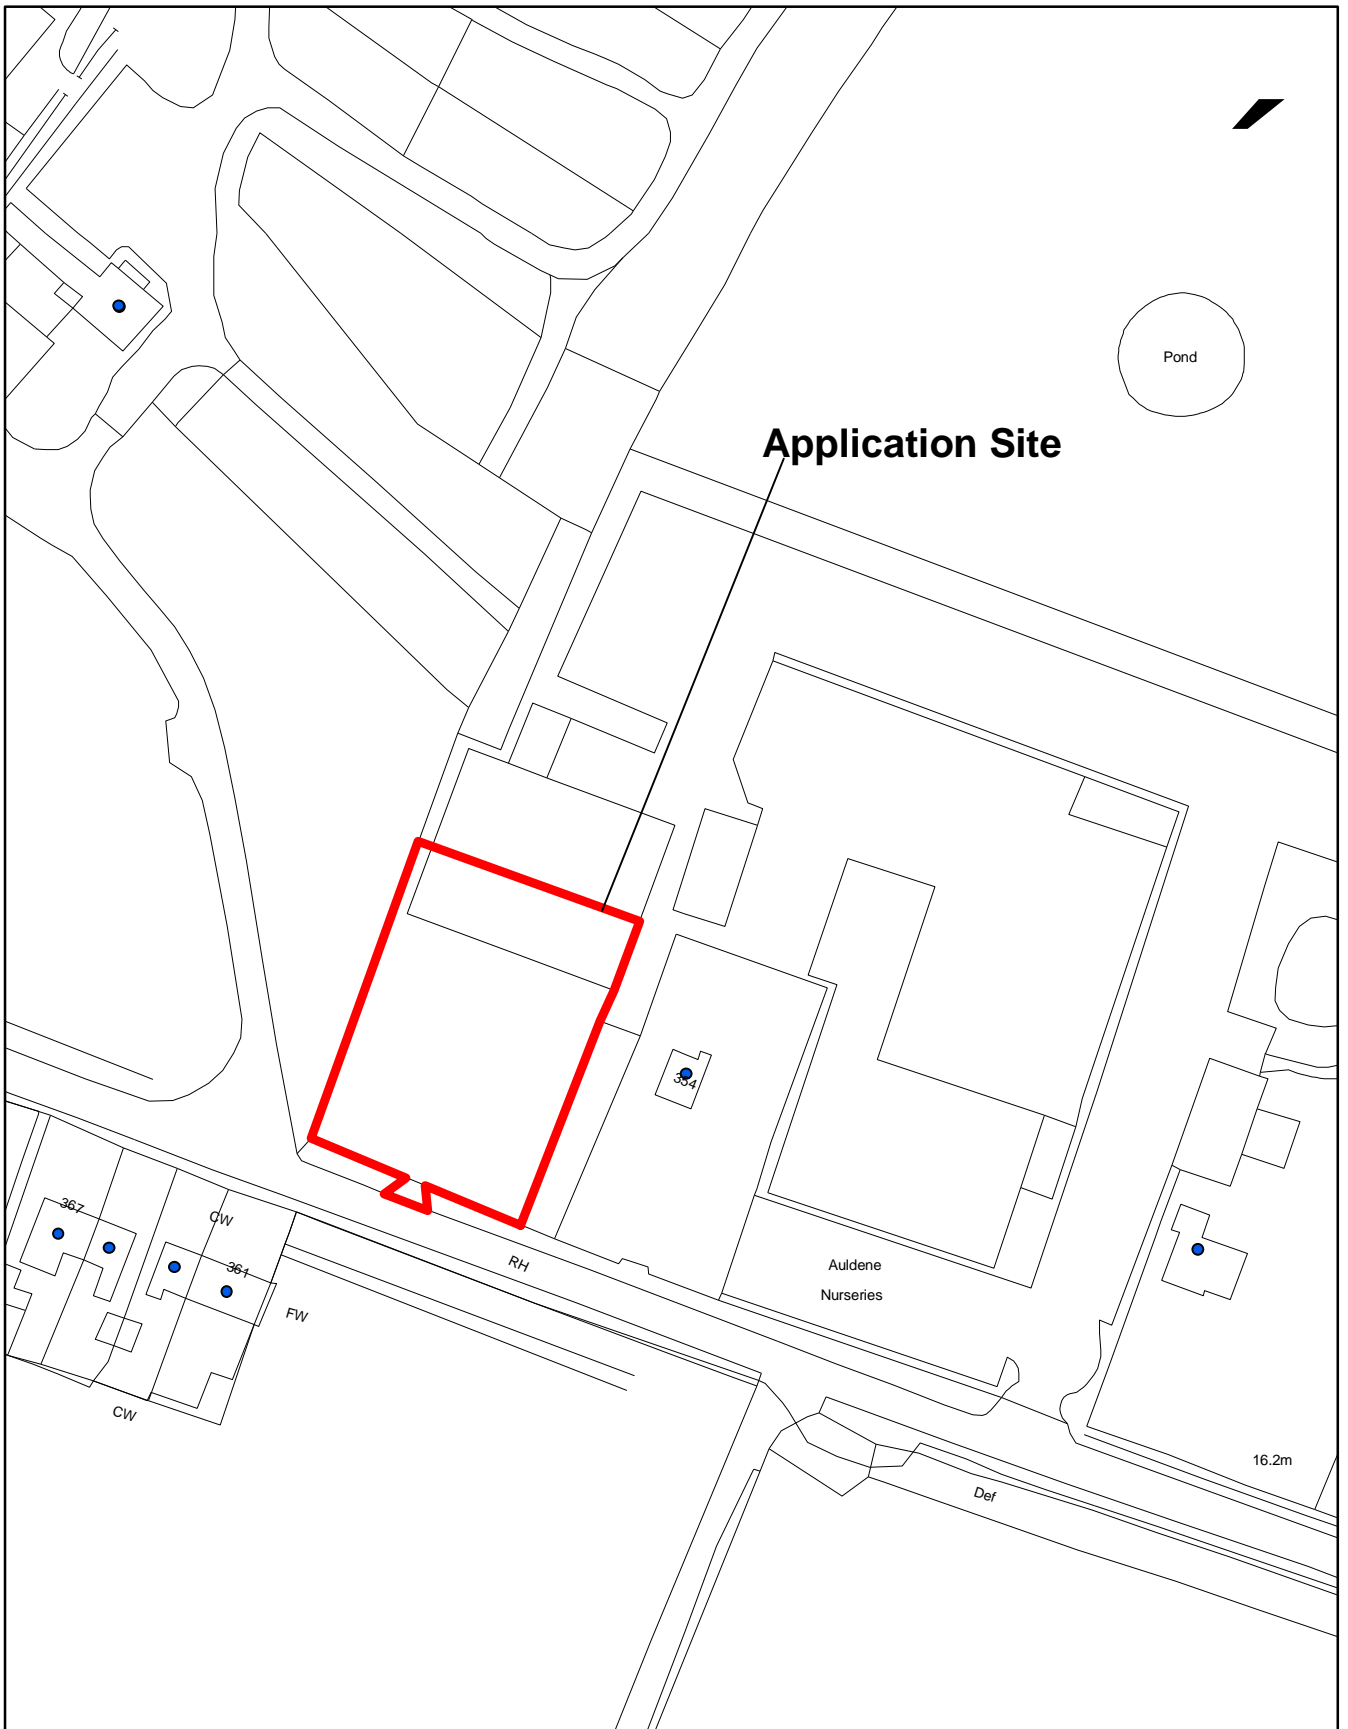 Pond
Application Site
354
367
CW
361
RH
Auldene
Nurseries
FW
CW
16.2m
Def